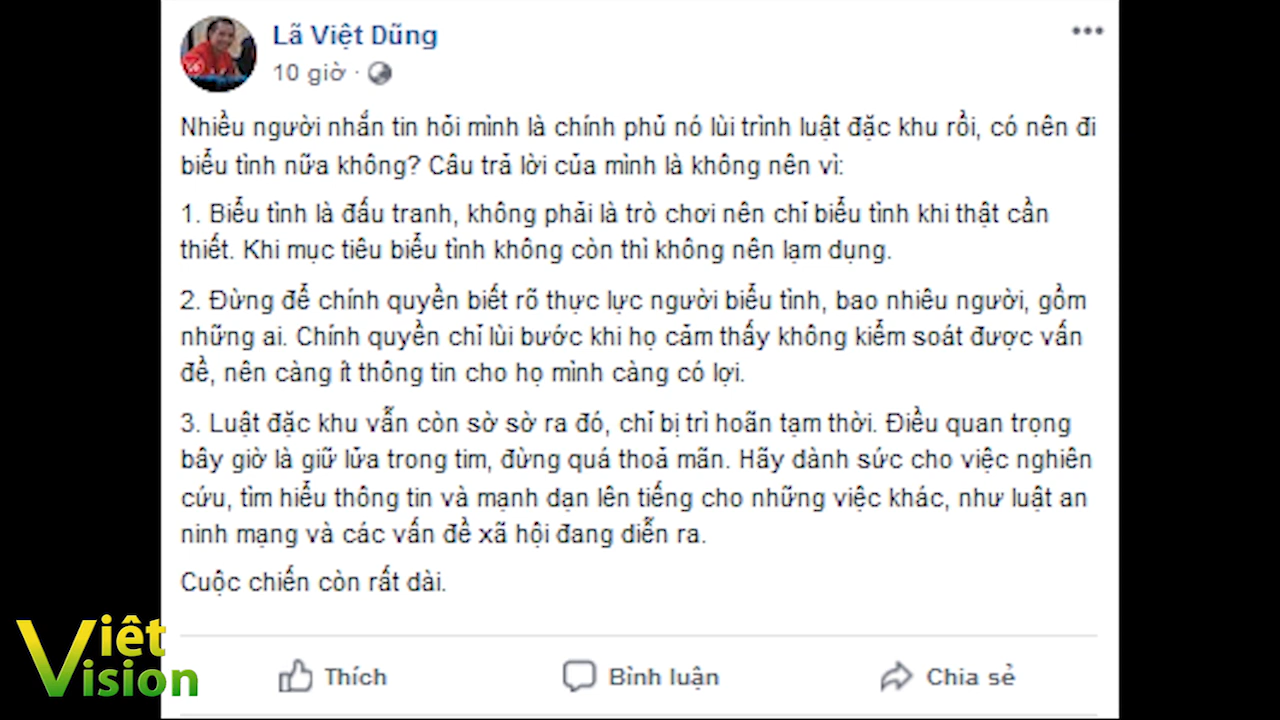 Lã Việt Dũng
10 giờ ·
Nhiều người nhắn tin hỏi mình là chính phủ nó lùi trình luật đặc khu rồi, có nên đi
biểu tình nữa không? Câu trả lời của mình là không nên vì:
1. Biểu tình là đấu tranh, không phải là trò chơi nên chỉ biểu tình khi thật cần
thiết. Khi mục tiêu biểu tình không còn thì không nên lạm dụng.
2. Đừng để chính quyền biết rõ thực lực người biểu tình, bao nhiêu người, gồm
những ai. Chính quyền chỉ lùi bước khi họ cảm thấy không kiểm soát được vấn
đề, nên càng ít thông tin cho họ mình càng có lợi.
3. Luật đặc khu vẫn còn sờ sờ ra đó, chỉ bị trì hoãn tạm thời. Điều quan trọng
bây giờ là giữ lửa trong tim, đừng quá thoả mãn. Hãy dành sức cho việc nghiên
cứu, tìm hiểu thông tin và mạnh dạn lên tiếng cho những việc khác, như luật an
ninh mạng và các vấn đề xã hội đang diễn ra.
Cuộc chiến còn rất dài.
Thích Bình luận Chia sẻ
Việt
Vision